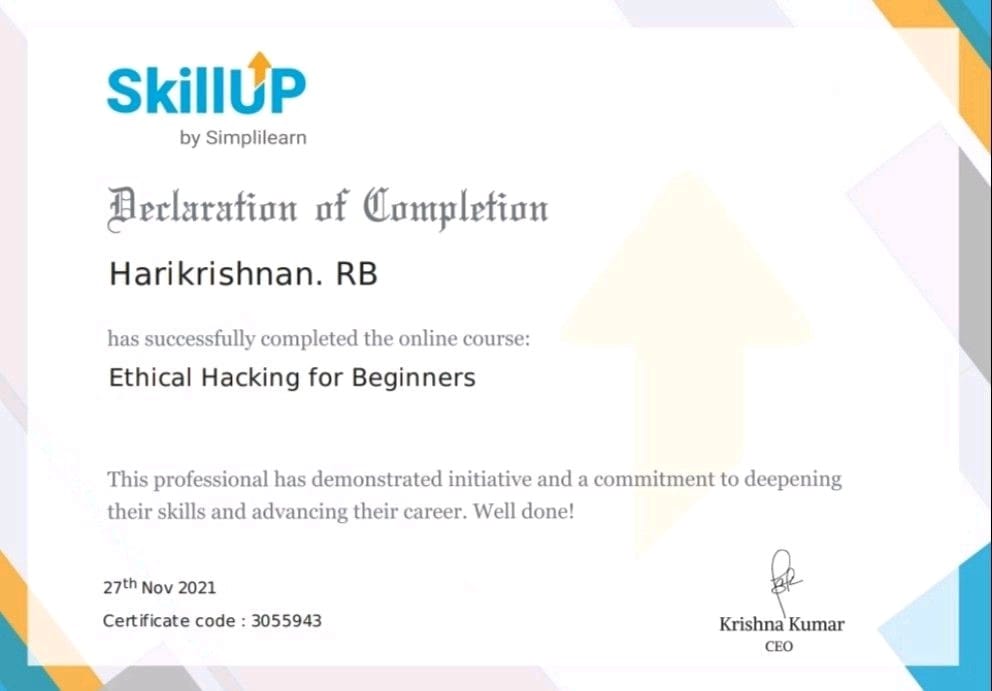 SkillUP
by Simplilearn
Declaration of Completion
Harikrishnan. RB
has successfully completed the online course:
Ethical Hacking for Beginners
This professional has demonstrated initiative and a commitment to deepening
their skills and advancing their career. Well done!
27th Nov 2021
Certificate code : 3055943
Krishna Kumar
CEO